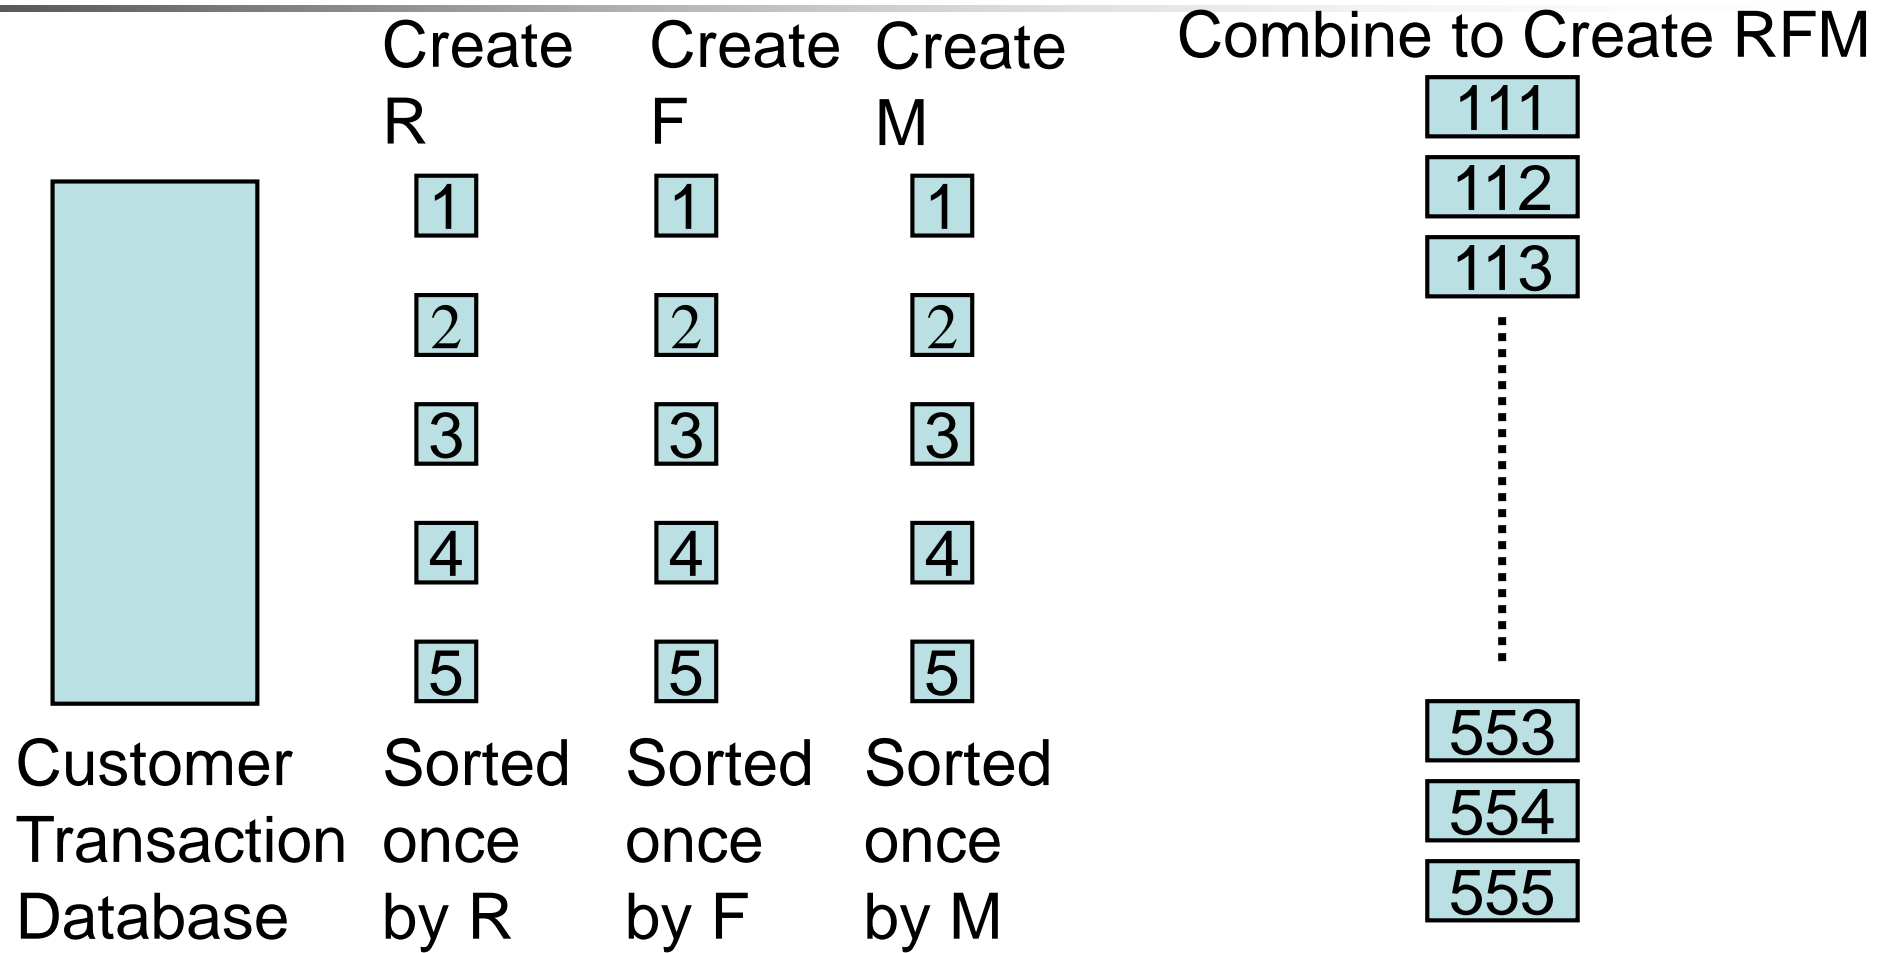 Create
R
Create
F
Create
M
Combine to Create RFM
1
2
3
4
5
1
2
3
4
5
1
2
3
4
5
111
112
113
553
554
555
Customer
Transaction
Database
Sorted
once
by R
Sorted
once
by F
Sorted
once
by M